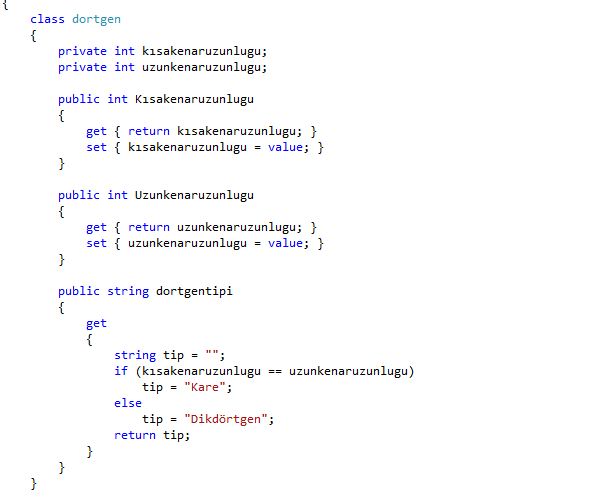 {
class dortgen
{
private int kısakenaruzunlugu;
private int uzunkenaruzunlugu;
public int Kısakenaruzunlugu
{
get { return kısakenaruzunlugu; }
set { kısakenaruzunlugu = value; }
}
public int Uzunkenaruzunlugu
{
get { return uzunkenaruzunlugu; }
set { uzunkenaruzunlugu = value; }
}
public string dortgentipi
{
get
{
string tip = "";
if (kısakenaruzunlugu == uzunkenaruzunlugu)
tip = "Kare";
else
tip = "Dikdörtgen";
return tip;
}
}
}